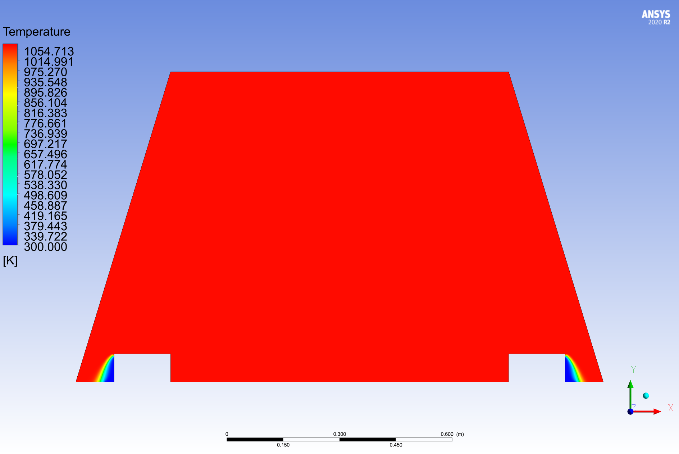 ANSYS
2020 R2
Temperature
1054.713
1014.991
975.270
935.548
895.826
856.104
816.383
776.661
736.939
697.217
657.496
617.774
578.052
538.330
498.609
458.887
419.165
379.443
339.722
300.000
[K]
Y
X
Z
0 0.300 0.600 (m)
0.150 0.450